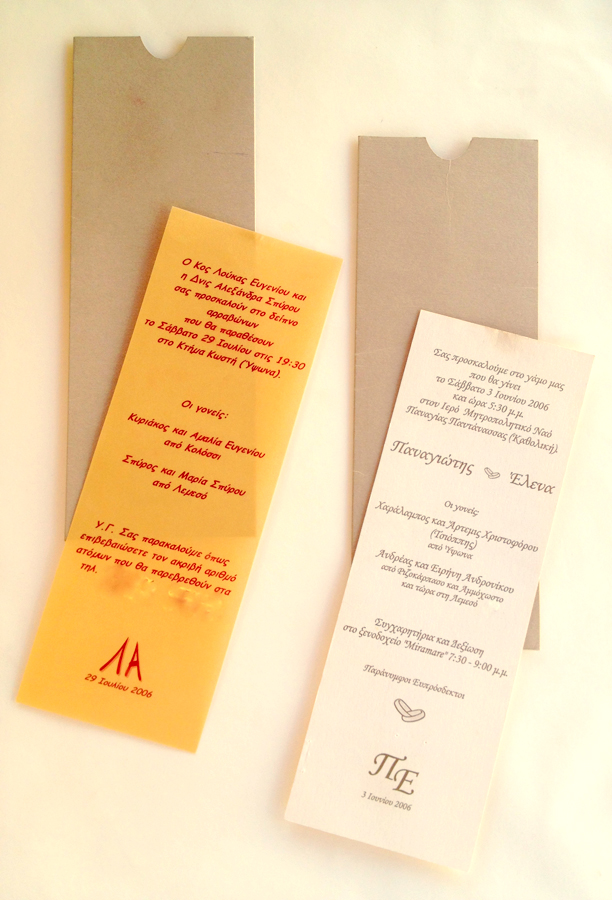 Ο Κος Λούκας Ευγενίου και
η Δνις Αλεξάνδρα Σπύρου
σας προσκαλούν στο δείπνο
αρραβώνων
που θα παραθέσουν
το Σάββατο 29 Ιουλίου στις 19:30
στο Κτήμα Κωστή (Ύψωνα).
Οι γονείς:
Κυριάκος και Αμαλία Ευγενίου
από Κολόσσι
Σπύρος και Μαρία Σπύρου
από Λεμεσό
Υ.Γ. Σας παρακαλούμε όπως
επιβεβαιώσετε τον ακριβή αριθμό
ατόμων που θα παρεβρεθούν στα
τηλ.
ΛΑ
29 Ιουλίου 2006
Σας προσκαλούμε στο γάμο μας
που θα γίνει
το Σάββατο 3 Ιουνίου 2006
και ώρα 5:30 μ.μ.
στον Ιερό Μητροπολιτικό Ναό
Παναγίας Παντάνασσας (Καθολική).
Παναγιώτης Έλενα
Οι γονείς:
Χαράλαμπος και Άρτεμις Χριστοφόρου
από Ύψωνα
Ανδρέας και Ειρήνη Ανδρονίκου
από Ριζοκάρπασο και Αμμόχωστο
και τώρα στη Λεμεσό
Συγχαρητήρια και Δεξίωση
στο ξενοδοχείο "Miramare" 7:30 - 9:00 μ.μ.
Παράνυμφοι Ευπρόσδεκτοι
ΠΕ
3 Ιουνίου 2006